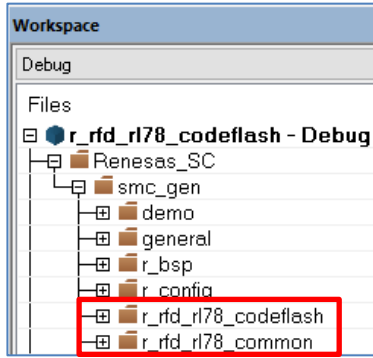 Workspace
Debug
Files
r_rfd_rl78_codeflash - Debug
Renesas_SC
smc_gen
demo
general
r_bsp
r_config
r_rfd_rl78_codeflash
r_rfd_rl78_common